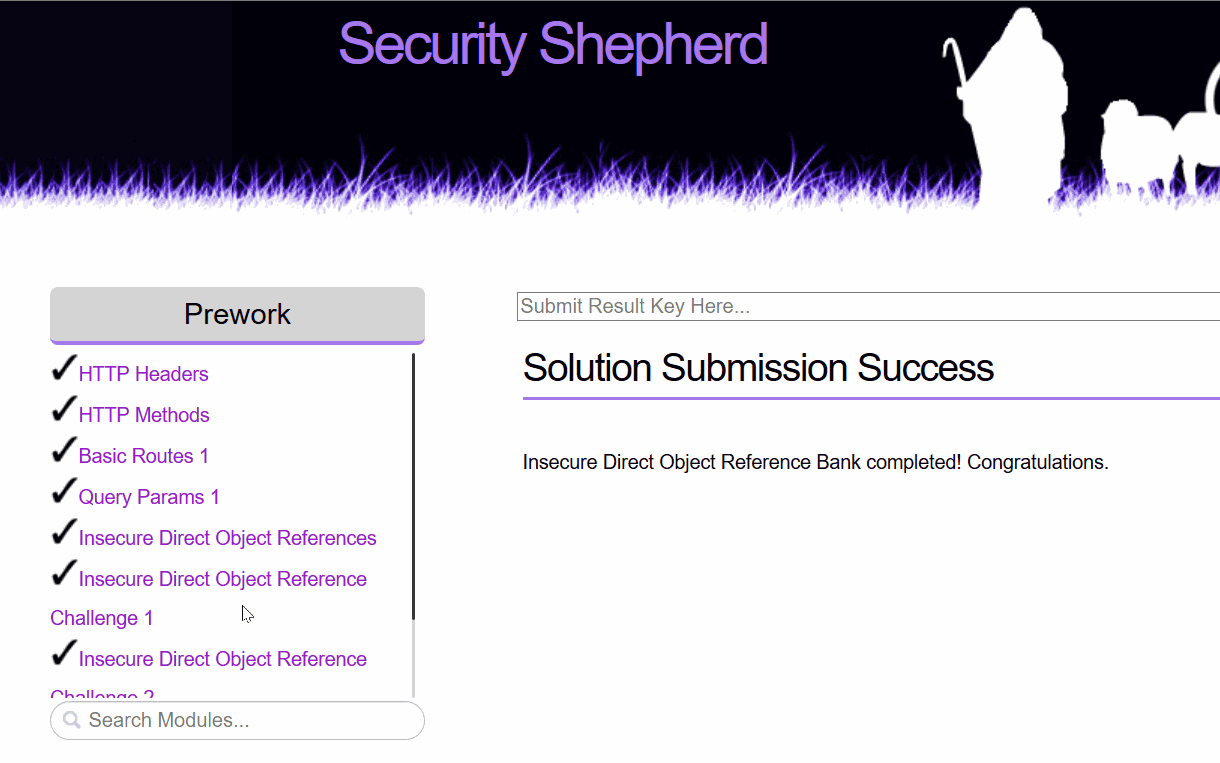 Security Shepherd
Prework
HTTP Headers
HTTP Methods
Basic Routes 1
Query Params 1
Insecure Direct Object References
Insecure Direct Object Reference
Challenge 1
Insecure Direct Object Reference
Challenge 2
Search Modules...
Submit Result Key Here...
Solution Submission Success
Insecure Direct Object Reference Bank completed! Congratulations.